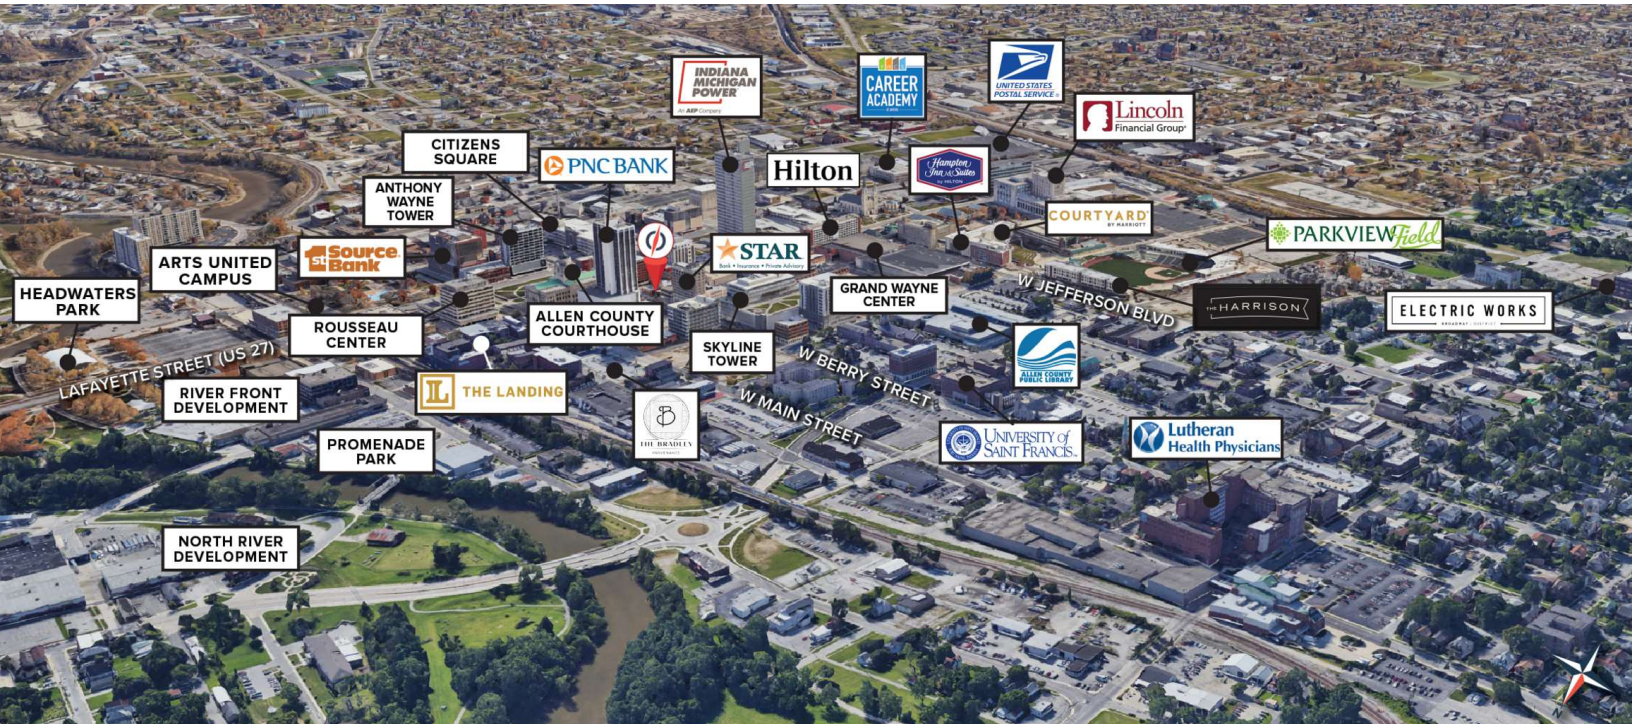 INDIANA
MICHIGAN
POWER
An AEP Company
CAREER
ACADEMY
UNITED STATES
POSTAL SERVICE
Lincoln
Financial Group
CITIZENS
SQUARE
PNC BANK
Hilton
Hampton
Inn & Suites
BY HILTON
ANTHONY
WAYNE
TOWER
COURTYARD
BY MARRIOTT
PARKVIEW Field
1st Source
Bank
STAR
Bank • Insurance • Private Advisory
ARTS UNITED
CAMPUS
HEADWATERS
PARK
GRAND WAYNE
CENTER
W JEFFERSON BLVD
THE HARRISON
ELECTRIC WORKS
BROADWAY DISTRICT
ROUSSEAU
CENTER
ALLEN COUNTY
COURTHOUSE
SKYLINE
TOWER
ALLEN COUNTY
PUBLIC LIBRARY
LAFAYETTE STREET (US 27)
W BERRY STREET
RIVER FRONT
DEVELOPMENT
L THE LANDING
W MAIN STREET
B
THE BRADLEY
PROMENADE
PARK
UNIVERSITY of
SAINT FRANCIS
Lutheran
Health Physicians
NORTH RIVER
DEVELOPMENT